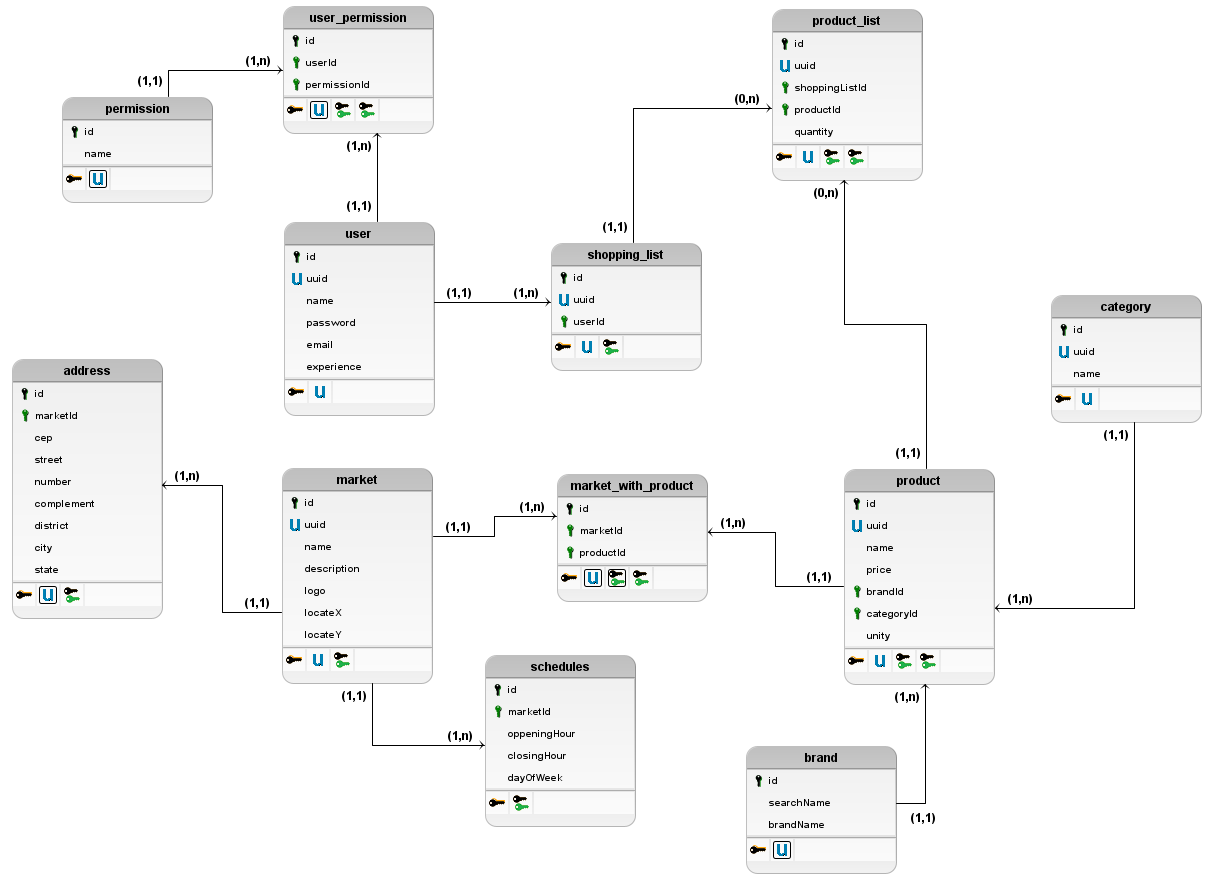 user_permission
id
userId
permissionId
U
product_list
id
U uuid
shoppingListId
productId
quantity
U
(1,n)
(1,1)
(0,n)
permission
id
name
U
(1,n)
(1,1)
(0,n)
user
id
U uuid
name
password
email
experience
U
(1,1)
(1,n)
(1,1)
shopping_list
id
U uuid
userId
U
category
id
U uuid
name
U
(1,1)
address
id
marketId
cep
street
number
complement
district
city
state
U
(1,n)
(1,1)
market
id
U uuid
name
description
logo
locateX
locateY
U
(1,1)
(1,n)
market_with_product
id
marketId
productId
U
(1,n)
(1,1)
(1,1)
product
id
U uuid
name
price
brandId
categoryId
unity
U
(1,n)
(1,n)
(1,1)
(1,n)
schedules
id
marketId
oppeningHour
closingHour
dayOfWeek
brand
id
searchName
brandName
U
(1,1)